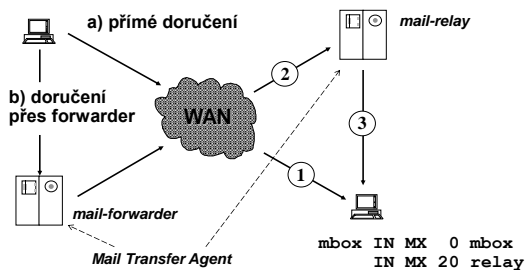 a) přímé doručení
mail-relay
b) doručení
přes forwarder
WAN
2
3
1
mail-forwarder
Mail Transfer Agent
mbox IN MX 0 mbox
IN MX 20 relay